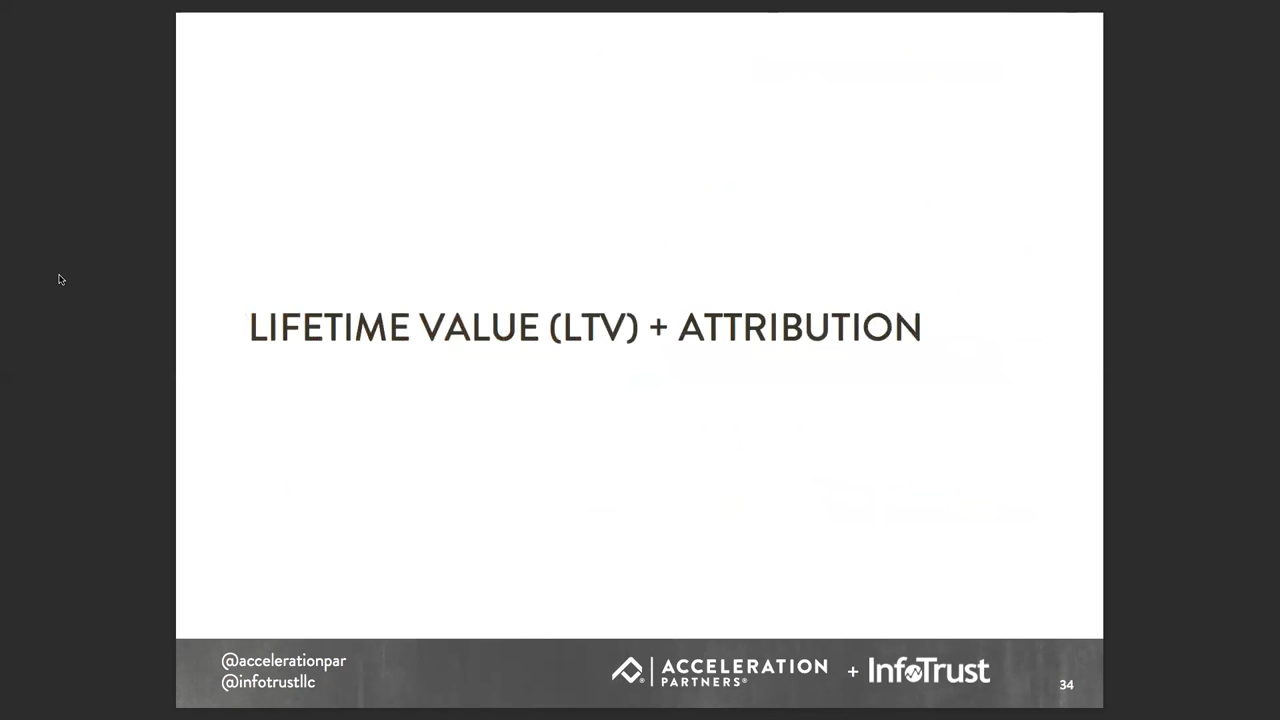 LIFETIME VALUE (LTV) + ATTRIBUTION
@accelerationpar
@infotrustllc
ACCELERATION
PARTNERS®
+ InfoTrust
34